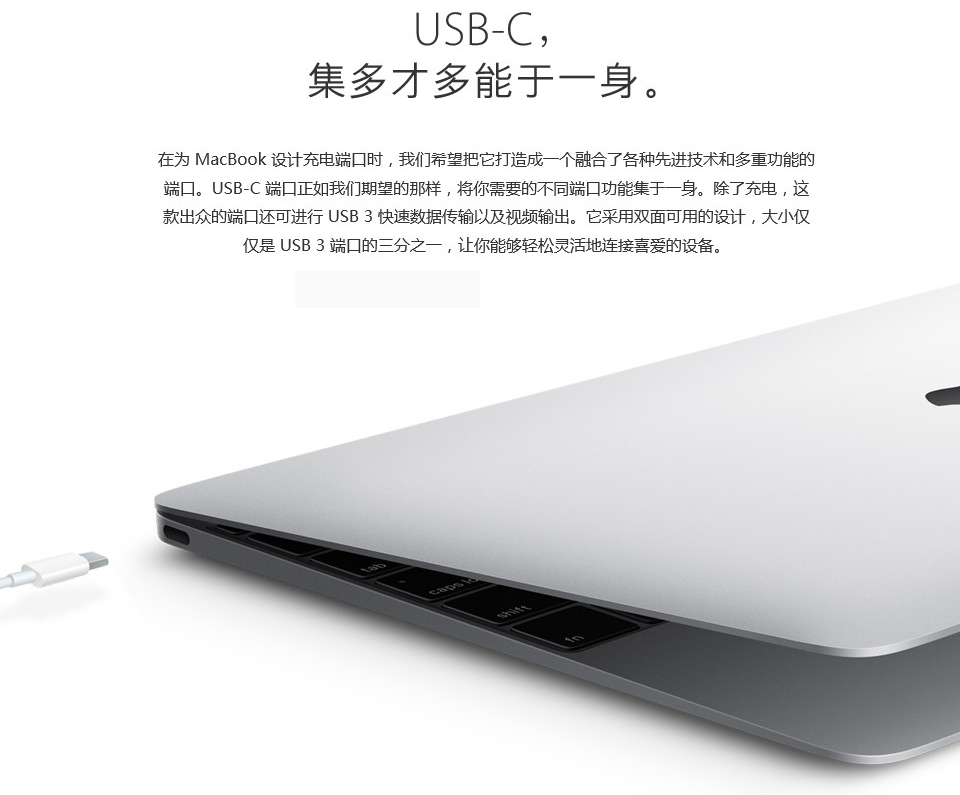 USB-C，
集多才多能于一身。
在为 MacBook 设计充电端口时，我们希望把它打造成一个融合了各种先进技术和多重功能的
端口。USB-C 端口正如我们期望的那样，将你需要的不同端口功能集于一身。除了充电，这
款出众的端口还可进行 USB 3 快速数据传输以及视频输出。它采用双面可用的设计，大小仅
仅是 USB 3 端口的三分之一，让你能够轻松灵活地连接喜爱的设备。
tab
caps
shift
fn